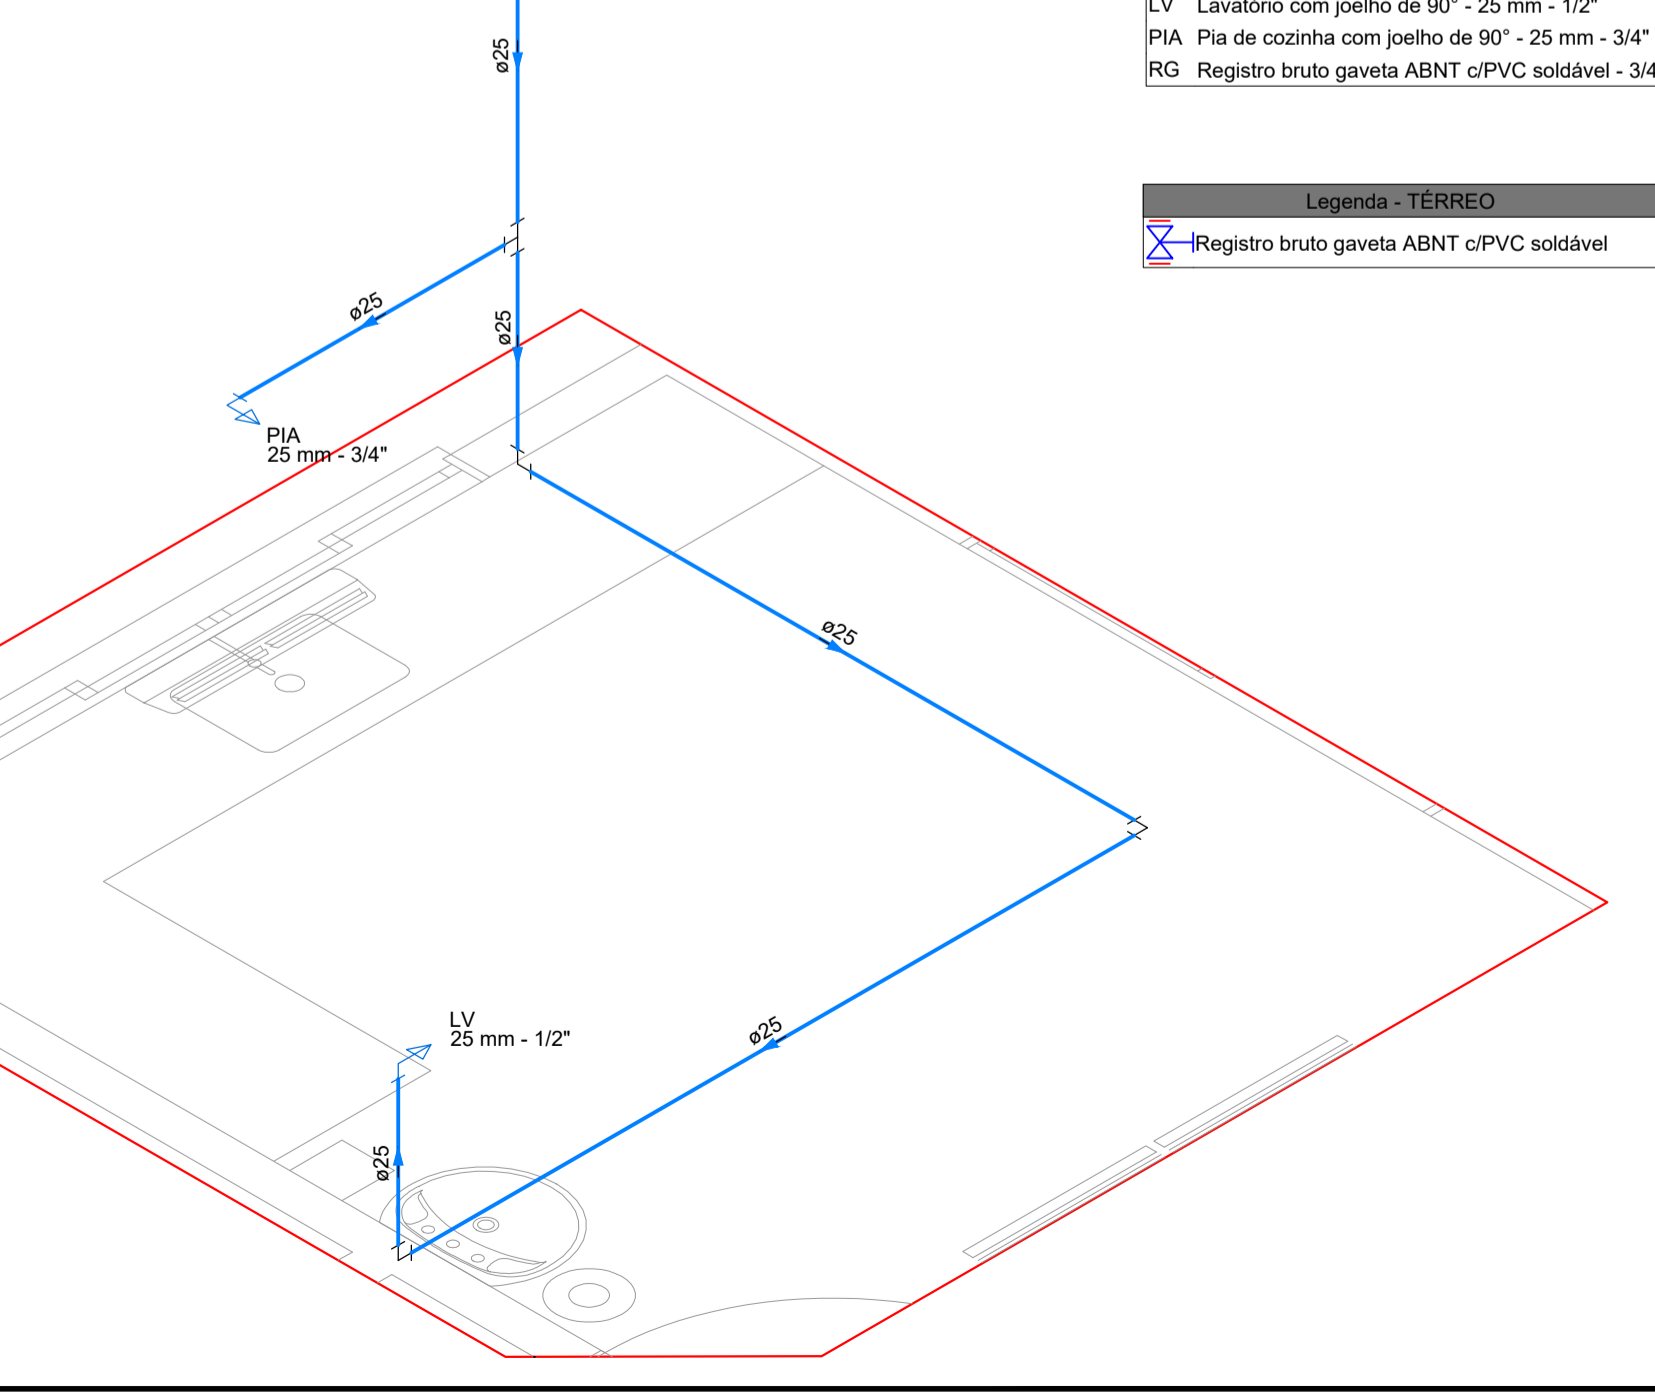 LV Lavatório com joelho de 90° - 25 mm - 1/2"
PIA Pia de cozinha com joelho de 90° - 25 mm - 3/4"
RG Registro bruto gaveta ABNT c/PVC soldável - 3/4
Legenda - TÉRREO
Registro bruto gaveta ABNT c/PVC soldável
ø25
ø25
ø25
PIA
25 mm - 3/4"
ø25
LV
25 mm - 1/2"
ø25
ø25